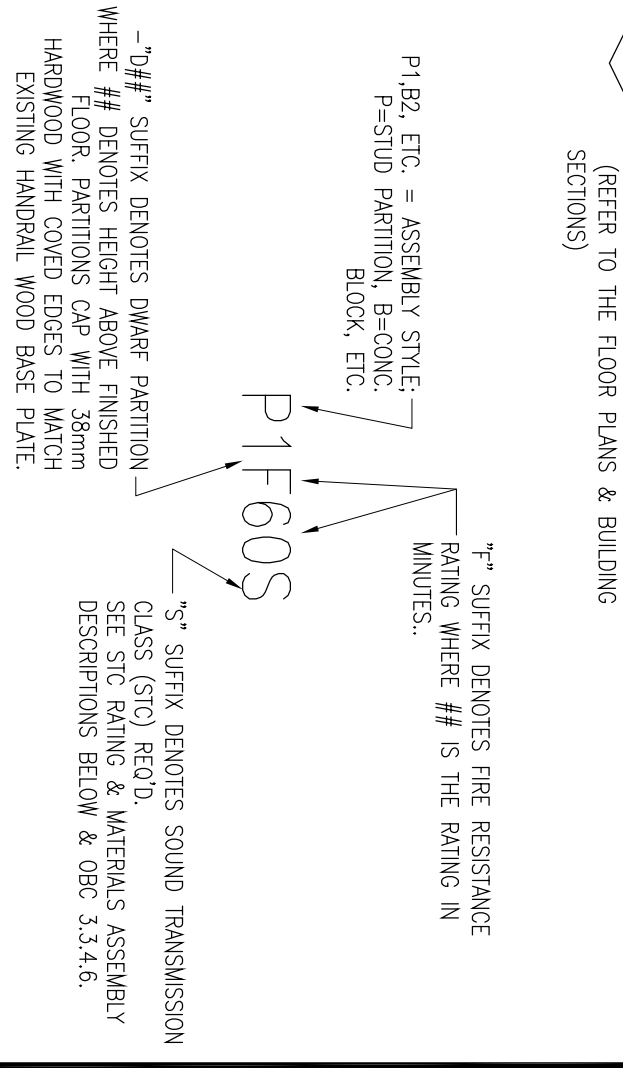 (REFER TO THE FLOOR PLANS & BUILDING
SECTIONS)
"F" SUFFIX DENOTES FIRE RESISTANCE
RATING WHERE ## IS THE RATING IN
MINUTES..
P1,B2, ETC. = ASSEMBLY STYLE;
P=STUD PARTITION, B=CONC.
BLOCK, ETC.
P1F60S
"S" SUFFIX DENOTES SOUND TRANSMISSION
CLASS (STC) REQ'D.
SEE STC RATING & MATERIALS ASSEMBLY
DESCRIPTIONS BELOW & OBC 3.3.4.6.
-"D##" SUFFIX DENOTES DWARF PARTITION
WHERE ## DENOTES HEIGHT ABOVE FINISHED
FLOOR. PARTITIONS CAP WITH 38mm
HARDWOOD WITH COVED EDGES TO MATCH
EXISTING HANDRAIL WOOD BASE PLATE.